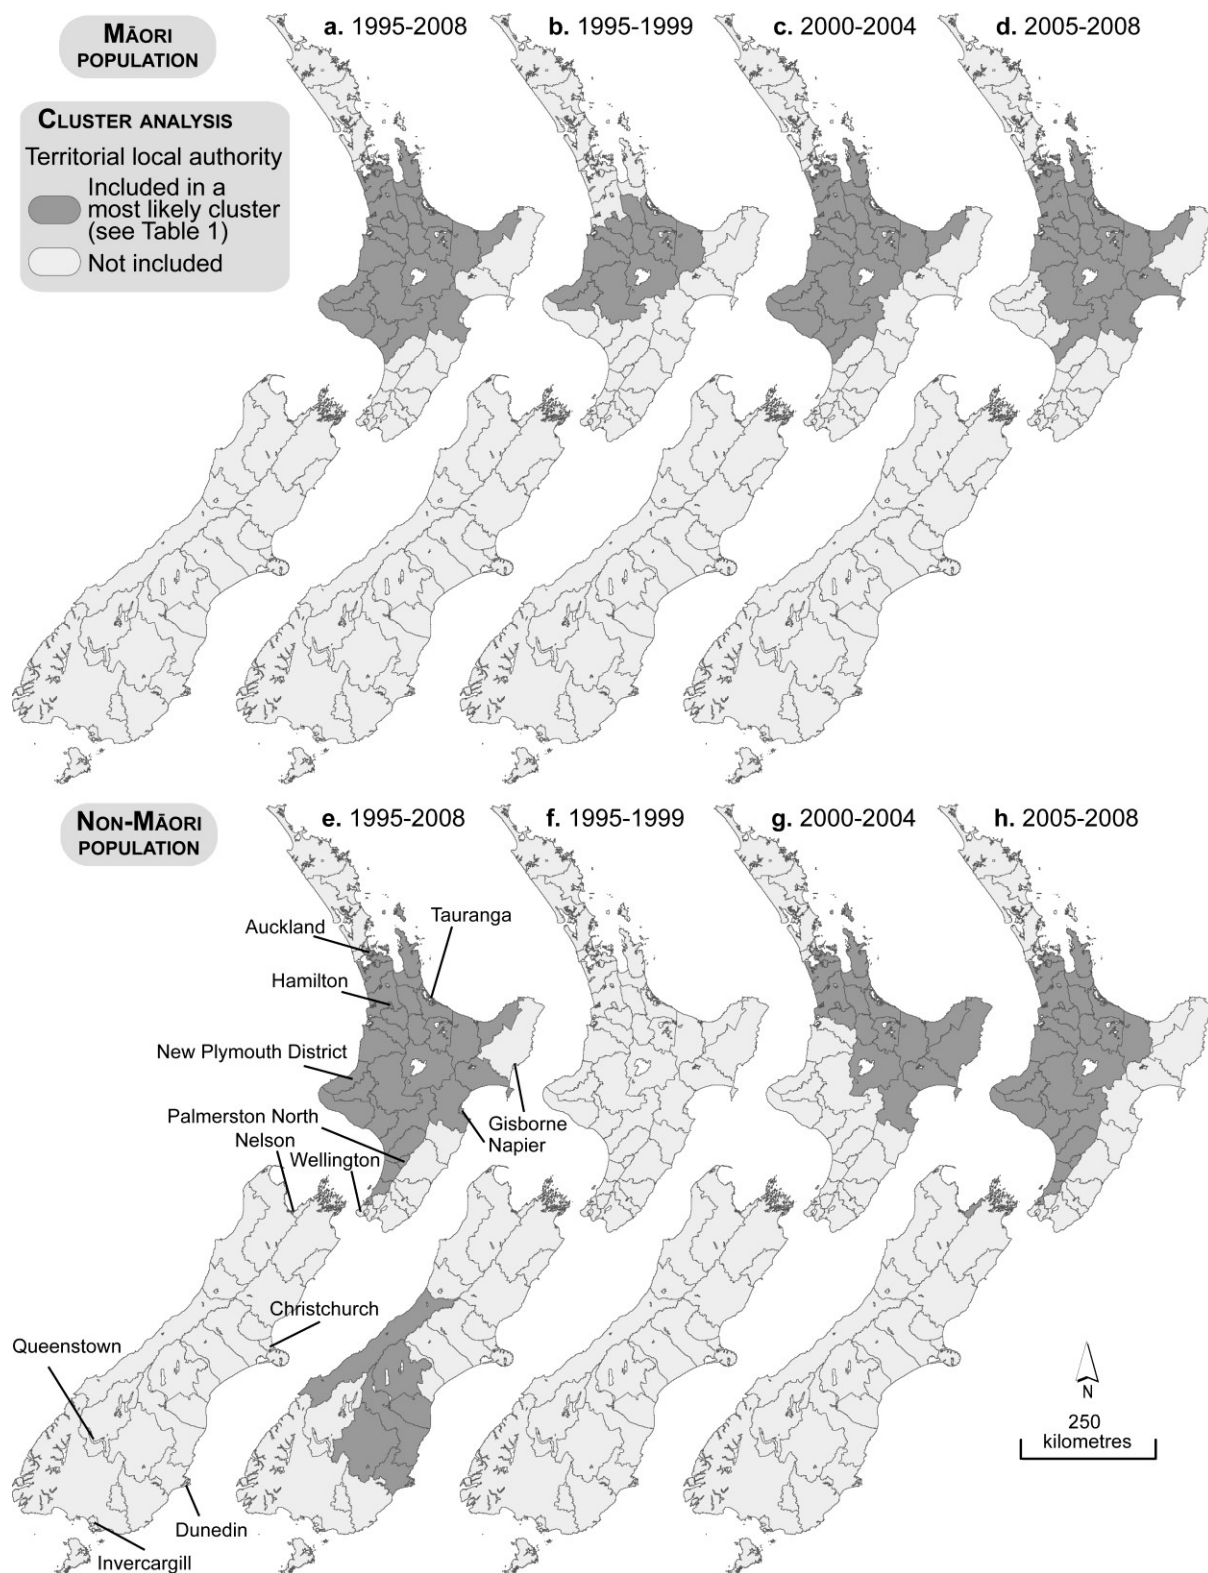 MĀORI
POPULATION
a. 1995-2008
b. 1995-1999
c. 2000-2004
d. 2005-2008
CLUSTER ANALYSIS
Territorial local authority
Included in a
most likely cluster
(see Table 1)
Not included
NON-MĀORI
POPULATION
e. 1995-2008
f. 1995-1999
g. 2000-2004
h. 2005-2008
Auckland
Tauranga
Hamilton
New Plymouth District
Palmerston North
Nelson
Wellington
Gisborne
Napier
Christchurch
Queenstown
Dunedin
Invercargill
N
250
kilometres